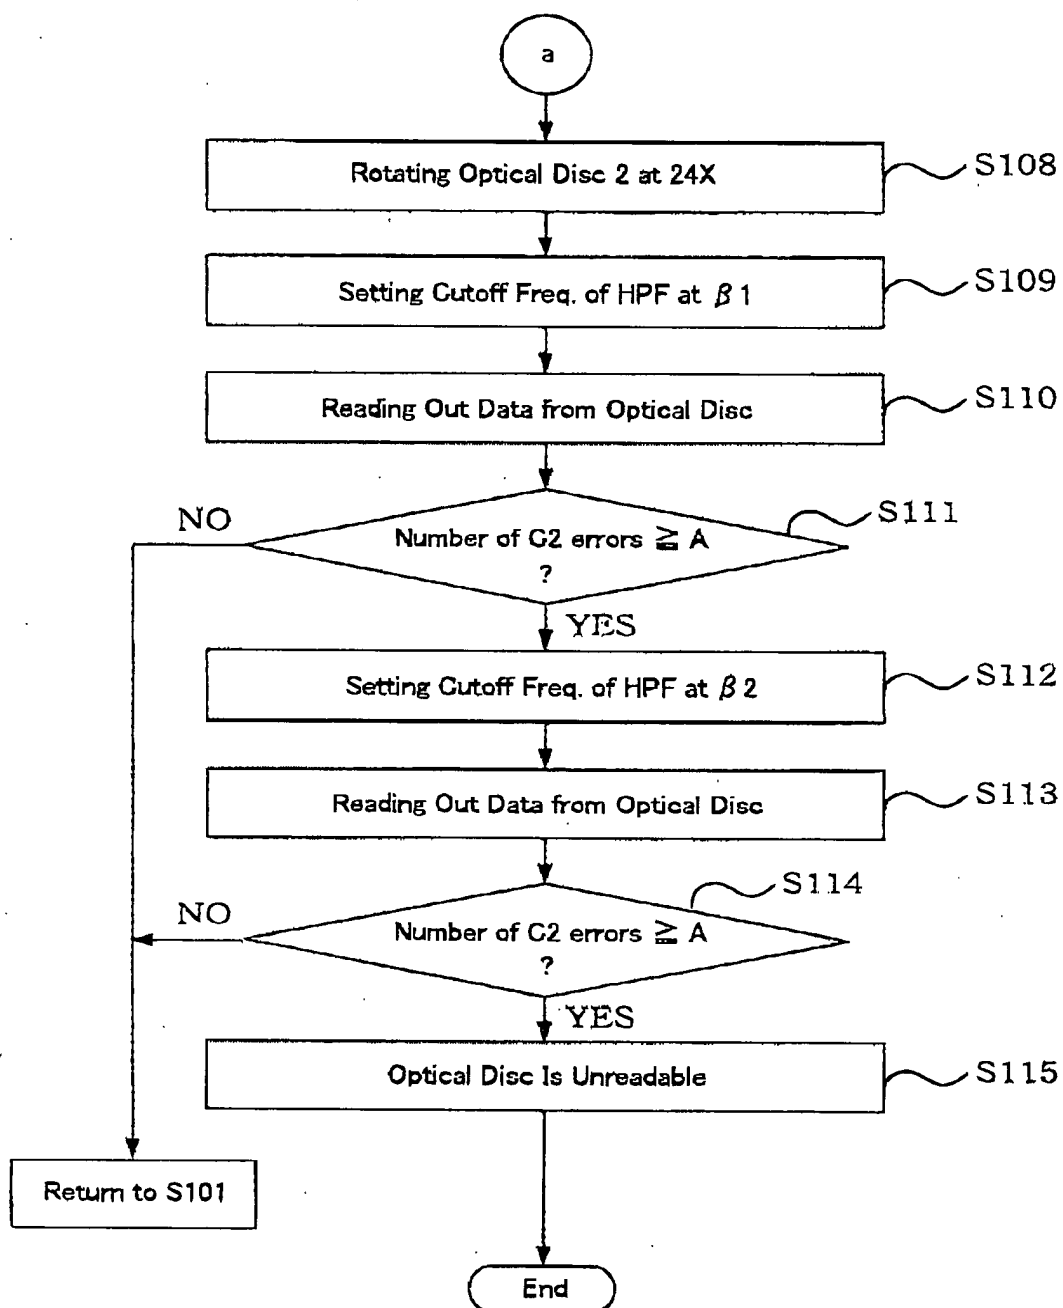 a
Rotating Optical Disc 2 at 24X
S108
Setting Cutoff Freq. of HPF at β1
S109
Reading Out Data from Optical Disc
S110
NO
Number of C2 errors ≧ A
?
S111
YES
Setting Cutoff Freq. of HPF at β2
S112
Reading Out Data from Optical Disc
S113
S114
NO
Number of C2 errors ≧ A
?
YES
Optical Disc Is Unreadable
S115
Return to S101
End